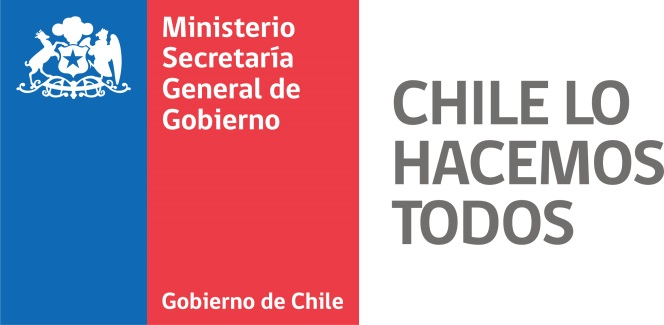 Ministerio
Secretaría
General de
Gobierno
Gobierno de Chile
CHILE LO
HACEMOS
TODOS